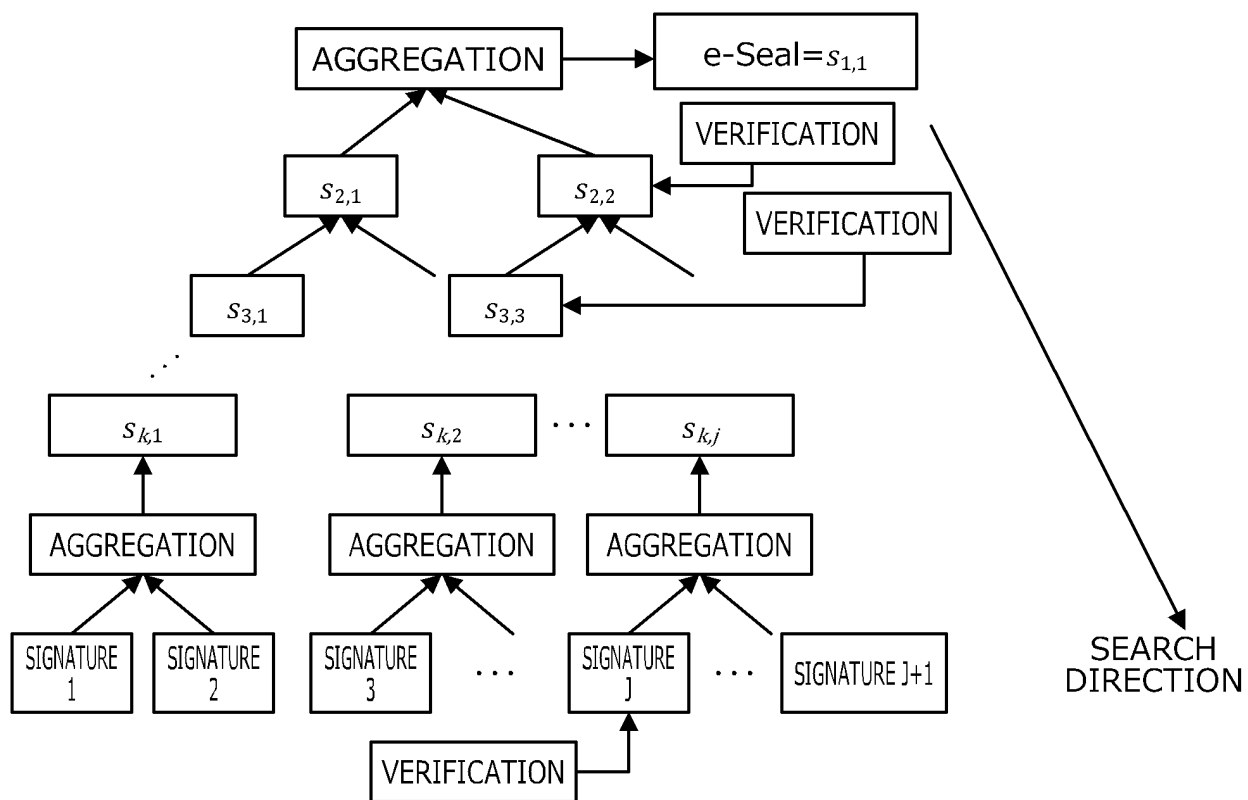 AGGREGATION
e-Seal=s1,1
VERIFICATION
s2,1
s2,2
VERIFICATION
s3,1
s3,3
...
sk,1
sk,2
...
sk,j
AGGREGATION
AGGREGATION
AGGREGATION
SIGNATURE
1
SIGNATURE
2
SIGNATURE
3
...
SIGNATURE
J
...
SIGNATURE J+1
SEARCH
DIRECTION
VERIFICATION